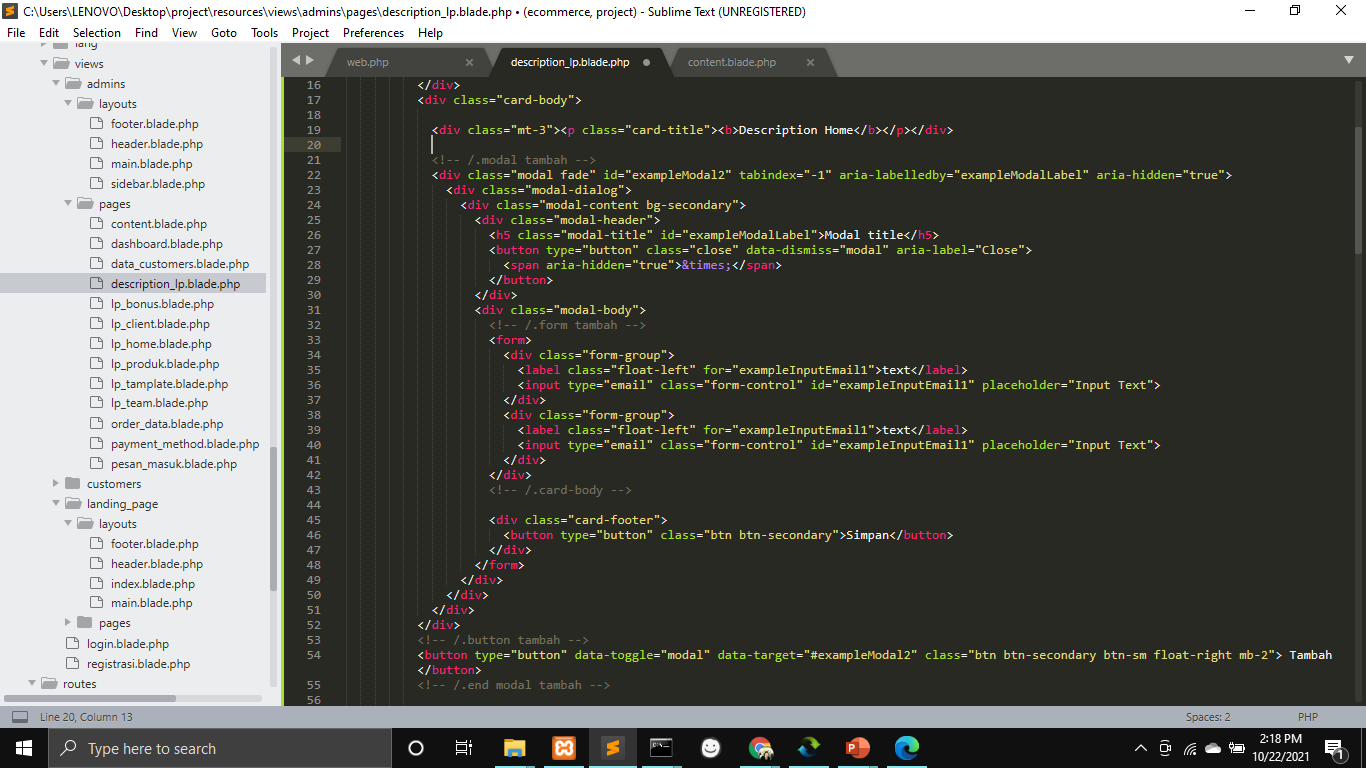 C:\Users\LENOVO\Desktop\project\resources\views\admins\pages\description_lp.blade.php • (ecommerce, project) - Sublime Text (UNREGISTERED)
File Edit Selection Find View Goto Tools Project Preferences Help
lang
views
admins
layouts
footer.blade.php
header.blade.php
main.blade.php
sidebar.blade.php
pages
content.blade.php
dashboard.blade.php
data_customers.blade.php
description_lp.blade.php
lp_bonus.blade.php
lp_client.blade.php
lp_home.blade.php
lp_produk.blade.php
lp_tamplate.blade.php
lp_team.blade.php
order_data.blade.php
payment_method.blade.php
pesan_masuk.blade.php
customers
landing_page
layouts
footer.blade.php
header.blade.php
index.blade.php
main.blade.php
pages
login.blade.php
registrasi.blade.php
routes
web.php × description_lp.blade.php content.blade.php ×
16 </div>
17 <div class="card-body">
18
19 <div class="mt-3"><p class="card-title"><b>Description Home</b></p></div>
20
21 <!-- /.modal tambah -->
22 <div class="modal fade" id="exampleModal2" tabindex="-1" aria-labelledby="exampleModalLabel" aria-hidden="true">
23 <div class="modal-dialog">
24 <div class="modal-content bg-secondary">
25 <div class="modal-header">
26 <h5 class="modal-title" id="exampleModalLabel">Modal title</h5>
27 <button type="button" class="close" data-dismiss="modal" aria-label="Close">
28 <span aria-hidden="true">&times;</span>
29 </button>
30 </div>
31 <div class="modal-body">
32 <!-- /.form tambah -->
33 <form>
34 <div class="form-group">
35 <label class="float-left" for="exampleInputEmail1">text</label>
36 <input type="email" class="form-control" id="exampleInputEmail1" placeholder="Input Text">
37 </div>
38 <div class="form-group">
39 <label class="float-left" for="exampleInputEmail1">text</label>
40 <input type="email" class="form-control" id="exampleInputEmail1" placeholder="Input Text">
41 </div>
42 </div>
43 <!-- /.card-body -->
44
45 <div class="card-footer">
46 <button type="button" class="btn btn-secondary">Simpan</button>
47 </div>
48 </form>
49 </div>
50 </div>
51 </div>
52 </div>
53 <!-- /.button tambah -->
54 <button type="button" data-toggle="modal" data-target="#exampleModal2" class="btn btn-secondary btn-sm float-right mb-2"> Tambah
</button>
55 <!-- /.end modal tambah -->
56
Line 20, Column 13 Spaces: 2 PHP
Type here to search
2:18 PM
10/22/2021
1